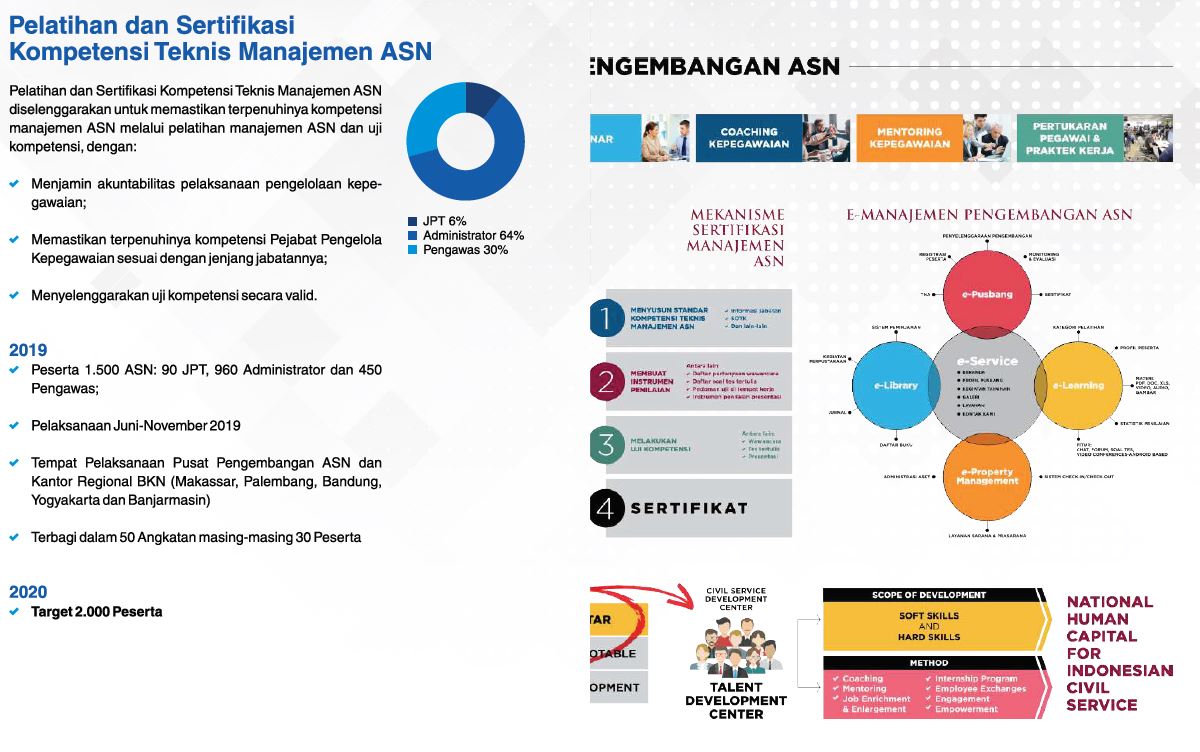 Pelatihan dan Sertifikasi
Kompetensi Teknis Manajemen ASN
Pelatihan dan Sertifikasi Kompetensi Teknis Manajemen ASN
diselenggarakan untuk memastikan terpenuhinya kompetensi
manajemen ASN melalui pelatihan manajemen ASN dan uji
kompetensi, dengan:
Menjamin akuntabilitas pelaksanaan pengelolaan kepe-
gawaian;
Memastikan terpenuhinya kompetensi Pejabat Pengelola
Kepegawaian sesuai dengan jenjang jabatannya;
Menyelenggarakan uji kompetensi secara valid.
2019
Peserta 1.500 ASN: 90 JPT, 960 Administrator dan 450
Pengawas;
Pelaksanaan Juni-November 2019
Tempat Pelaksanaan Pusat Pengembangan ASN dan
Kantor Regional BKN (Makassar, Palembang, Bandung,
Yogyakarta dan Banjarmasin)
Terbagi dalam 50 Angkatan masing-masing 30 Peserta
2020
Target 2.000 Peserta
JPT 6%
Administrator 64%
Pengawas 30%
ENGEMBANGAN ASN
NAR
COACHING
KEPEGAWAIAN
MENTORING
KEPEGAWAIAN
PERTUKARAN
PEGAWAI &
PRAKTEK KERJA
MEKANISME
SERTIFIKASI
MANAJEMEN
ASN
1
MENYUSUN STANDAR
KOMPETENSI TEKNIS
MANAJEMEN ASN
Informasi Jabatan
SOTK
Dan lain-lain
2
MEMBUAT
INSTRUMEN
PENILAIAN
Antara lain
Daftar pertanyaan wawancara
Daftar soal tes tertulis
Pedoman uji di tempat kerja
Instrumen penilaian presentasi
3
MELAKUKAN
UJI KOMPETENSI
Antara lain:
Wawancara
Tes tertulis
Presentasi
4
SERTIFIKAT
E-MANAJEMEN PENGEMBANGAN ASN
PENYELENGGARAAN PENGEMBANGAN
REGISTRASI
PESERTA
MONITORING
& EVALUASI
TNA
SERTIFIKAT
e-Pusbang
SISTEM PEMINJAMAN
KATEGORI PELATIHAN
KEGIATAN
PERPUSTAKAAN
PROFIL PESERTA
e-Service
BERANDA
PROFIL PUSBANG
KEGIATAN TAHUNAN
GALERI
LAYANAN
KONTAK KAMI
e-Library
e-Learning
MATERI:
PDF, DOC, XLS,
VIDEO, AUDIO,
GAMBAR
JURNAL
STATISTIK PENILAIAN
DAFTAR BUKU
FITUR:
CHAT, FORUM, SOAL TES,
VIDEO CONFERENCES-ANDROID BASED
e-Property
Management
ADMINISTRASI ASET
SISTEM CHECK-IN/CHECK-OUT
LAYANAN SARANA & PRASARANA
TAR
OTABLE
OPMENT
CIVIL SERVICE
DEVELOPMENT
CENTER
TALENT
DEVELOPMENT
CENTER
SCOPE OF DEVELOPMENT
SOFT SKILLS
AND
HARD SKILLS
METHOD
Coaching
Mentoring
Job Enrichment
& Enlargement
Internship Program
Employee Exchanges
Engagement
Empowerment
NATIONAL
HUMAN
CAPITAL
FOR
INDONESIAN
CIVIL
SERVICE